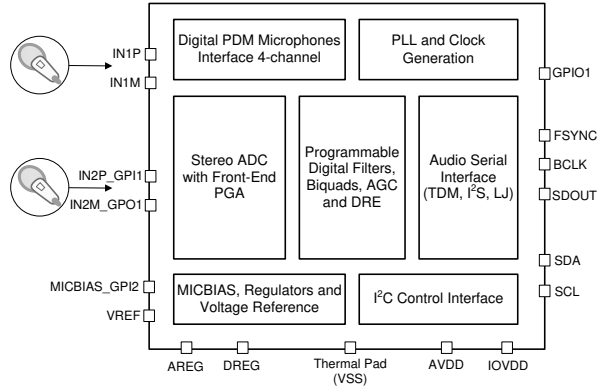 Digital PDM Microphones
Interface 4-channel
PLL and Clock
Generation
IN1P
IN1M
GPIO1
Stereo ADC
with Front-End
PGA
Programmable
Digital Filters,
Biquads, AGC
and DRE
Audio Serial
Interface
(TDM, I²S, LJ)
FSYNC
BCLK
SDOUT
IN2P_GPI1
IN2M_GPO1
SDA
SCL
MICBIAS_GPI2
VREF
MICBIAS, Regulators and
Voltage Reference
I²C Control Interface
AREG
DREG
Thermal Pad
(VSS)
AVDD
IOVDD